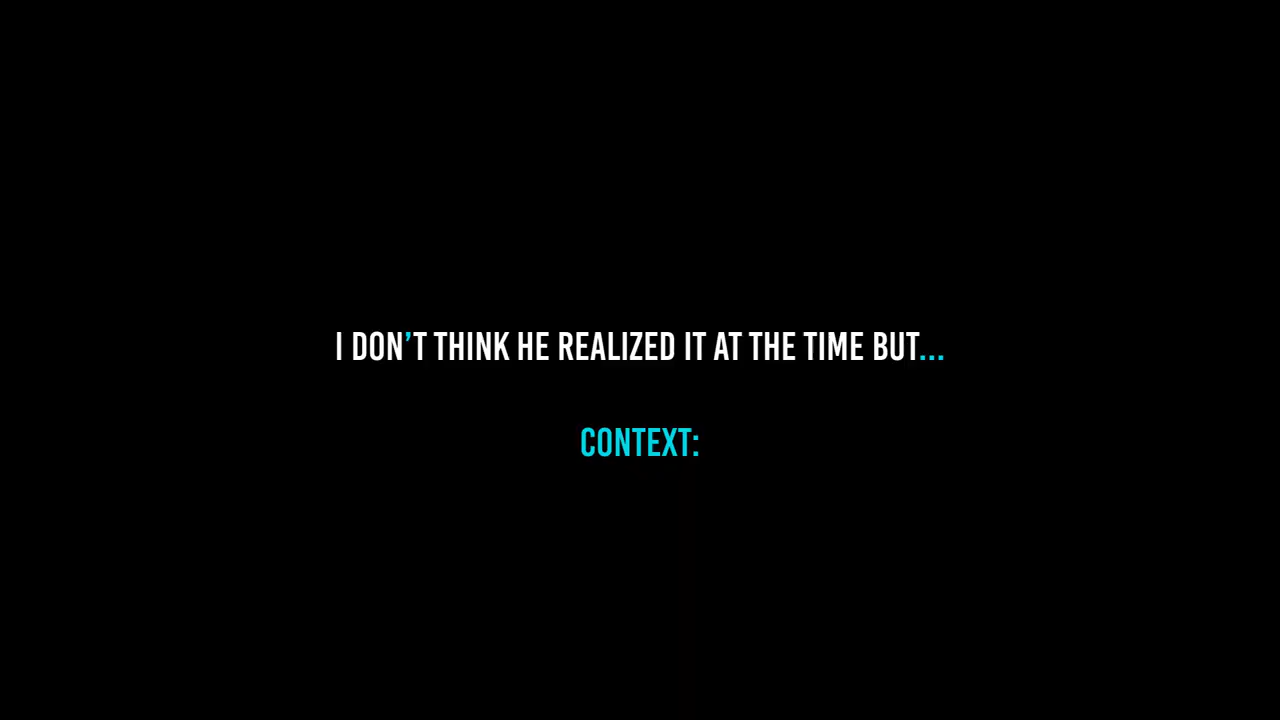 I DON’T THINK HE REALIZED IT AT THE TIME BUT...
CONTEXT: